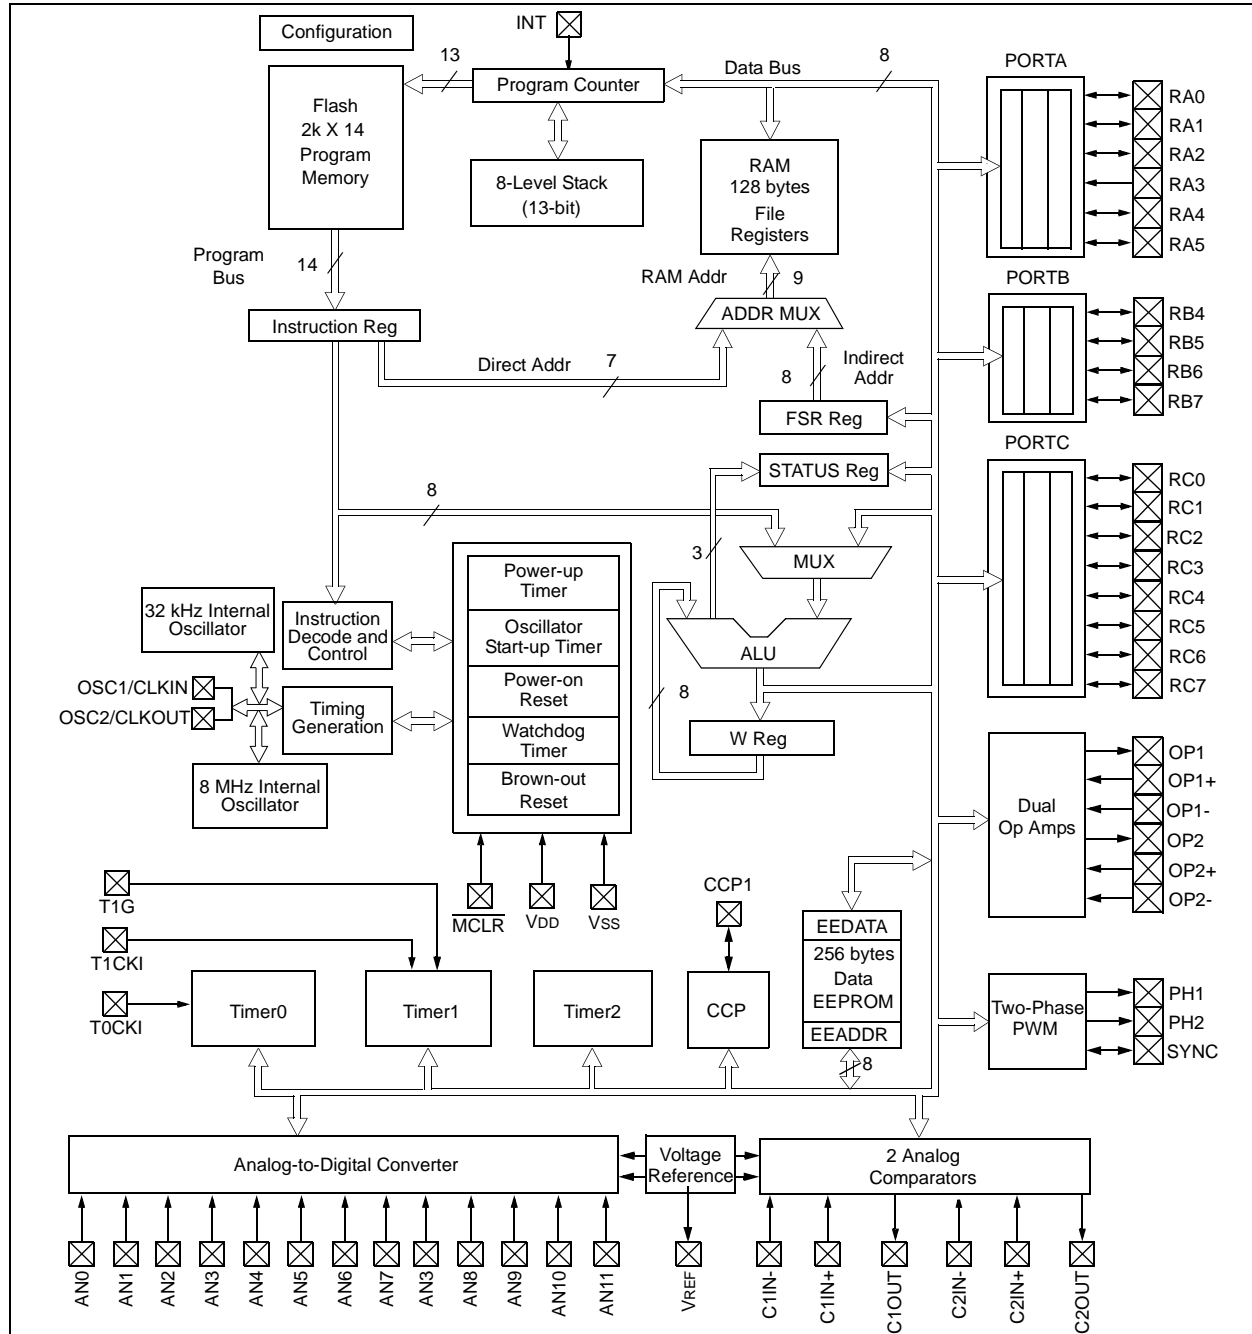 Configuration
INT
13
Program Counter
Data Bus
8
PORTA
Flash
2k X 14
Program
Memory
8-Level Stack
(13-bit)
RAM
128 bytes
File
Registers
RA0
RA1
RA2
RA3
RA4
RA5
Program
Bus
14
RAM Addr
9
PORTB
Instruction Reg
ADDR MUX
RB4
RB5
RB6
RB7
Direct Addr
7
8
Indirect
Addr
FSR Reg
STATUS Reg
PORTC
8
3
MUX
RC0
RC1
RC2
RC3
RC4
RC5
RC6
RC7
Power-up
Timer
Oscillator
Start-up Timer
Power-on
Reset
Watchdog
Timer
Brown-out
Reset
32 kHz Internal
Oscillator
Instruction
Decode and
Control
ALU
8
W Reg
OSC1/CLKIN
OSC2/CLKOUT
Timing
Generation
8 MHz Internal
Oscillator
Dual
Op Amps
OP1
OP1+
OP1-
OP2
OP2+
OP2-
T1G
MCLR
VDD
VSS
CCP1
T1CKI
T0CKI
Timer0
Timer1
Timer2
CCP
EEDATA
256 bytes
Data
EEPROM
EEADDR
8
Two-Phase
PWM
PH1
PH2
SYNC
Analog-to-Digital Converter
Voltage
Reference
2 Analog
Comparators
AN0
AN1
AN2
AN3
AN4
AN5
AN6
AN7
AN3
AN8
AN9
AN10
AN11
VREF
C1IN-
C1IN+
C1OUT
C2IN-
C2IN+
C2OUT